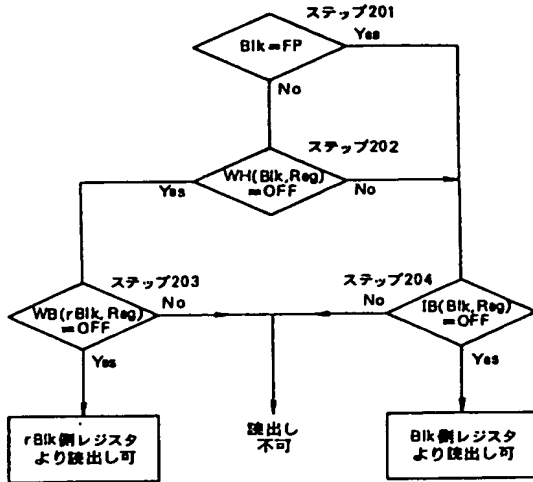 ステップ201
Blk=FP
Yes
No
ステップ202
WH(Blk,Reg)
=OFF
Yes
No
ステップ203
WB(rBlk,Reg)
=OFF
No
Yes
ステップ204
IB(Blk,Reg)
=OFF
No
Yes
rBlk側レジスタ
より読出し可
読出し
不可
Blk側レジスタ
より読出し可